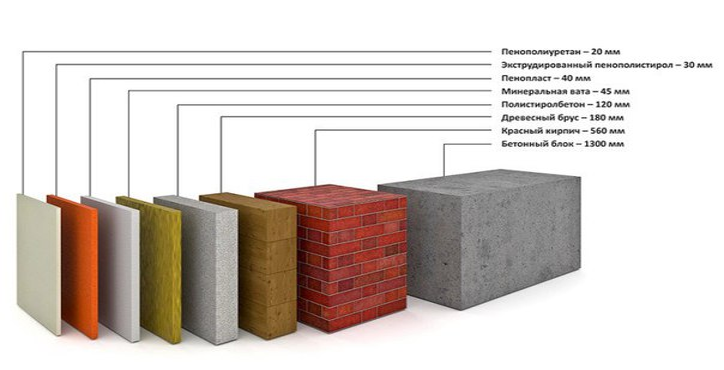 Пенополиуретан – 20 мм
Экструдированный пенополистирол – 30 мм
Пенопласт – 40 мм
Минеральная вата – 45 мм
Полистиролбетон – 120 мм
Древесный брус – 180 мм
Красный кирпич – 560 мм
Бетонный блок – 1300 мм